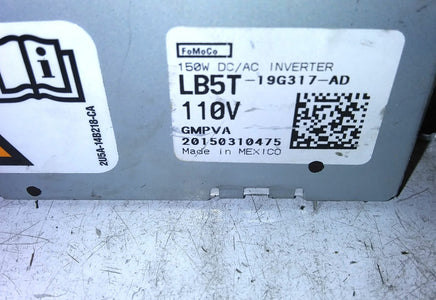 FoMoCo
150W DC/AC INVERTER
LB5T-19G317-AD
110V
GMPVA
20150310475
Made in MEXICO
2U5A-14B218-CA